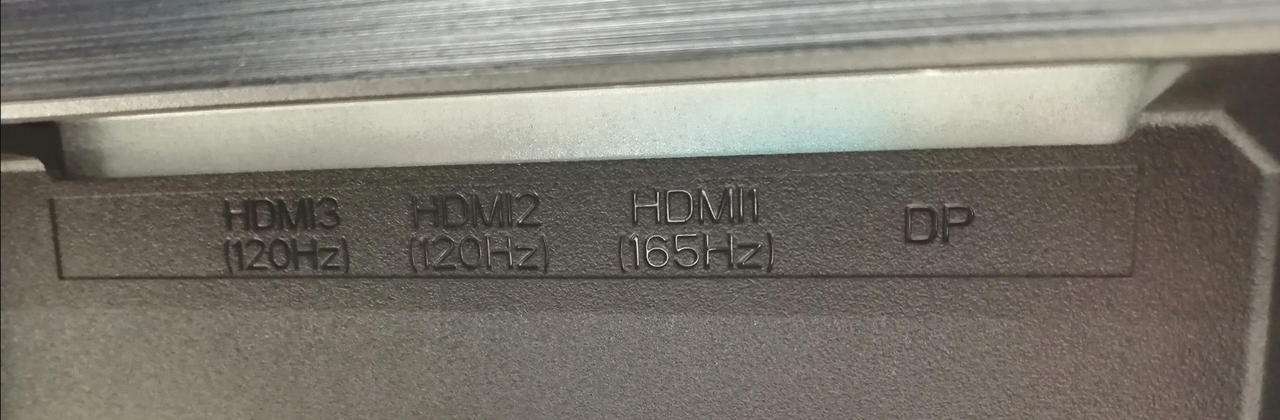 HDMI3 HDMI2 HDMI1 DP
(120Hz) (120Hz) (165Hz)